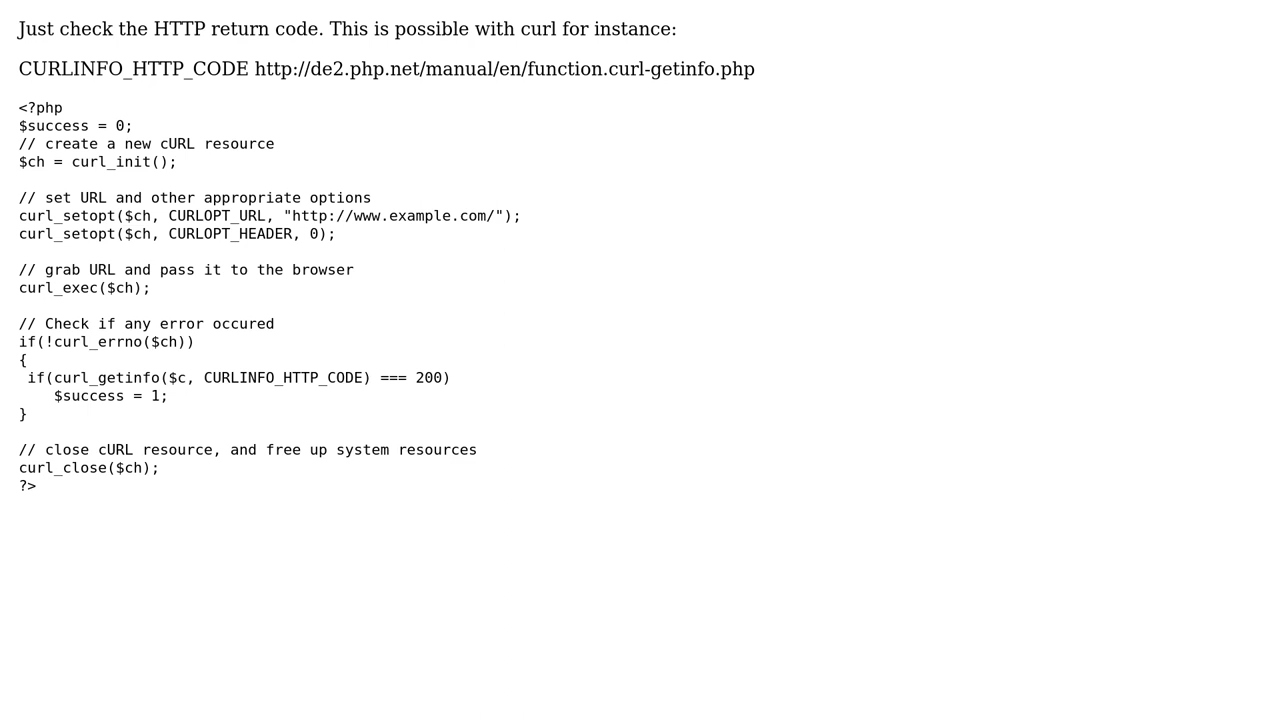 Just check the HTTP return code. This is possible with curl for instance:
CURLINFO_HTTP_CODE http://de2.php.net/manual/en/function.curl-getinfo.php
<?php
$success = 0;
// create a new cURL resource
$ch = curl_init();

// set URL and other appropriate options
curl_setopt($ch, CURLOPT_URL, "http://www.example.com/");
curl_setopt($ch, CURLOPT_HEADER, 0);

// grab URL and pass it to the browser
curl_exec($ch);

// Check if any error occured
if(!curl_errno($ch))
{
 if(curl_getinfo($c, CURLINFO_HTTP_CODE) === 200)
    $success = 1;
}

// close cURL resource, and free up system resources
curl_close($ch);
?>